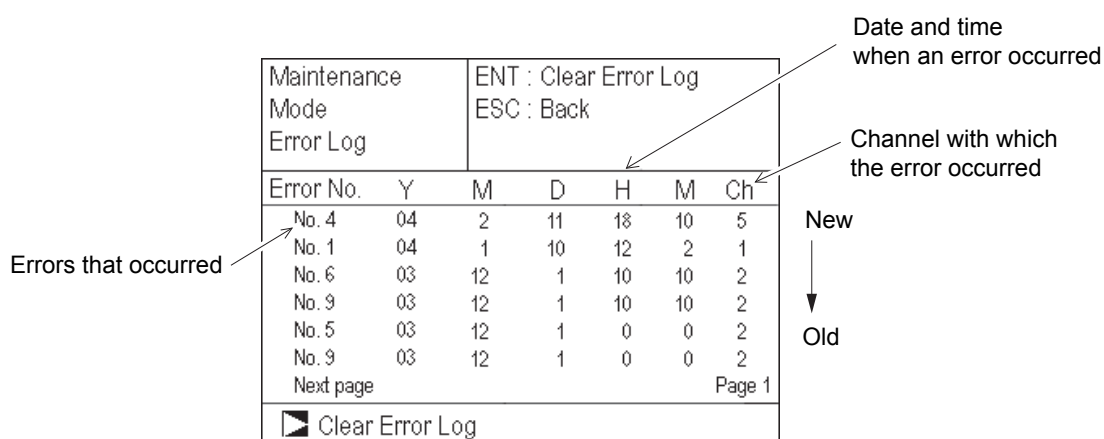 Date and time
when an error occurred
Maintenance
Mode
Error Log
ENT : Clear Error Log
ESC : Back
Channel with which
the error occurred
Error No. Y M D H M Ch
No. 4 04 2 11 18 10 5
No. 1 04 1 10 12 2 1
No. 6 03 12 1 10 10 2
No. 9 03 12 1 10 10 2
No. 5 03 12 1 0 0 2
No. 9 03 12 1 0 0 2
Next page Page 1
Clear Error Log
Errors that occurred
New
Old